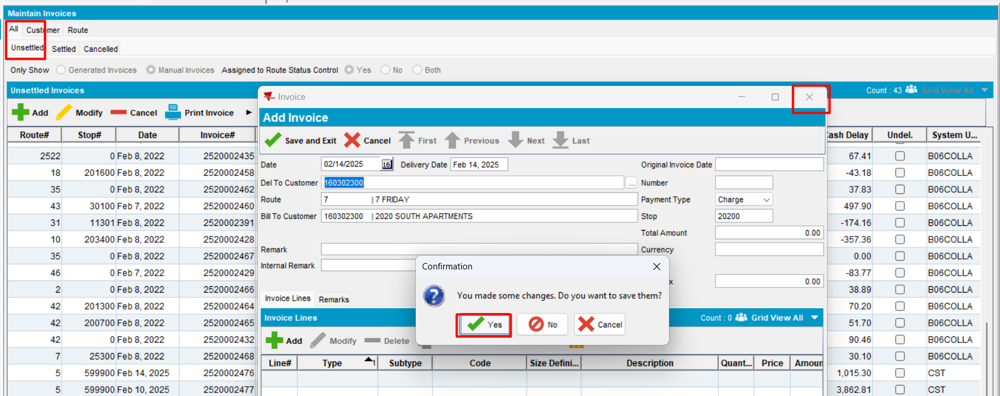 Maintain Invoices
All Customer Route
Unsettled Settled Cancelled
Only Show Generated Invoices Manual Invoices Assigned to Route Status Control Yes No Both
Unsettled Invoices Count : 43 Grid View All
Add Modify Cancel Print Invoice
Route# Stop# Date Invoice# Cash Delay Undel. System U...
2522 0 Feb 8, 2022 2520002435 67.41 B06COLLA
18 201600 Feb 8, 2022 2520002458 -43.18 B06COLLA
35 0 Feb 8, 2022 2520002462 37.83 B06COLLA
43 30100 Feb 7, 2022 2520002460 497.90 B06COLLA
31 11301 Feb 8, 2022 2520002391 -174.16 B06COLLA
10 203400 Feb 8, 2022 2520002428 -357.36 B06COLLA
35 0 Feb 8, 2022 2520002467 0.00 B06COLLA
46 0 Feb 7, 2022 2520002429 -83.77 B06COLLA
2 0 Feb 8, 2022 2520002466 38.89 B06COLLA
42 201300 Feb 8, 2022 2520002464 70.20 B06COLLA
42 200700 Feb 8, 2022 2520002465 51.70 B06COLLA
42 0 Feb 8, 2022 2520002432 90.46 B06COLLA
7 25300 Feb 8, 2022 2520002468 30.10 B06COLLA
5 599900 Feb 14, 2025 2520002476 1,015.30 CST
5 599900 Feb 10, 2025 2520002477 3,862.81 CST
Invoice
Add Invoice
Save and Exit Cancel First Previous Next Last
Date 02/14/2025 16 Delivery Date Feb 14, 2025 Original Invoice Date
Del To Customer 160302300 ... Number
Route 7 | 7 FRIDAY Payment Type Charge
Bill To Customer 160302300 | 2020 SOUTH APARTMENTS Stop 20200
Total Amount 0.00
Remark Currency
Internal Remark
x 0.00
Invoice Lines Remarks
Invoice Lines Count : 0 Grid View All
Add Modify Delete
Line# Type 1 Subtype Code Size Defini... Description Quant... Price Amoun
Confirmation
You made some changes. Do you want to save them?
Yes No Cancel